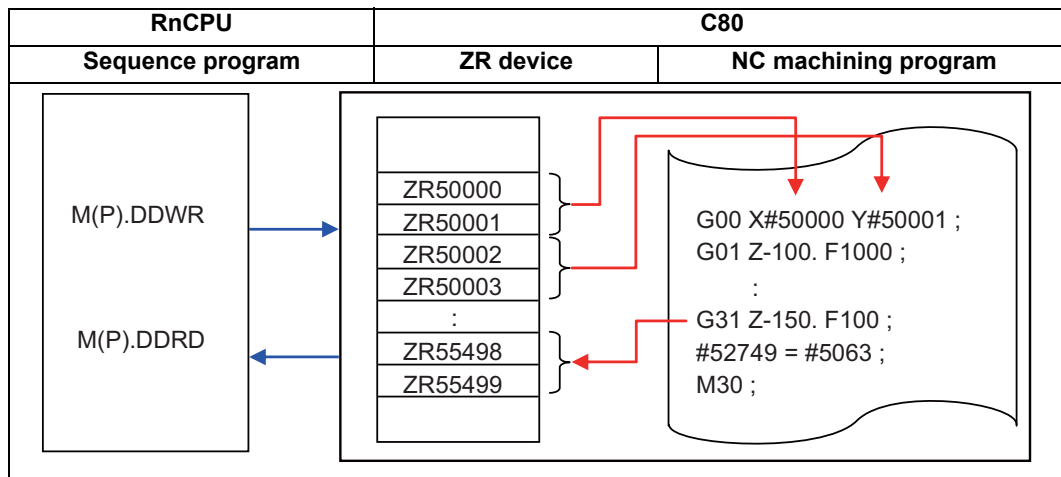 RnCPU
C80
Sequence program
ZR device
NC machining program
M(P).DDWR
M(P).DDRD
ZR50000
ZR50001
ZR50002
ZR50003
:
ZR55498
ZR55499
G00 X#50000 Y#50001 ;
G01 Z-100. F1000 ;
:
G31 Z-150. F100 ;
#52749 = #5063 ;
M30 ;